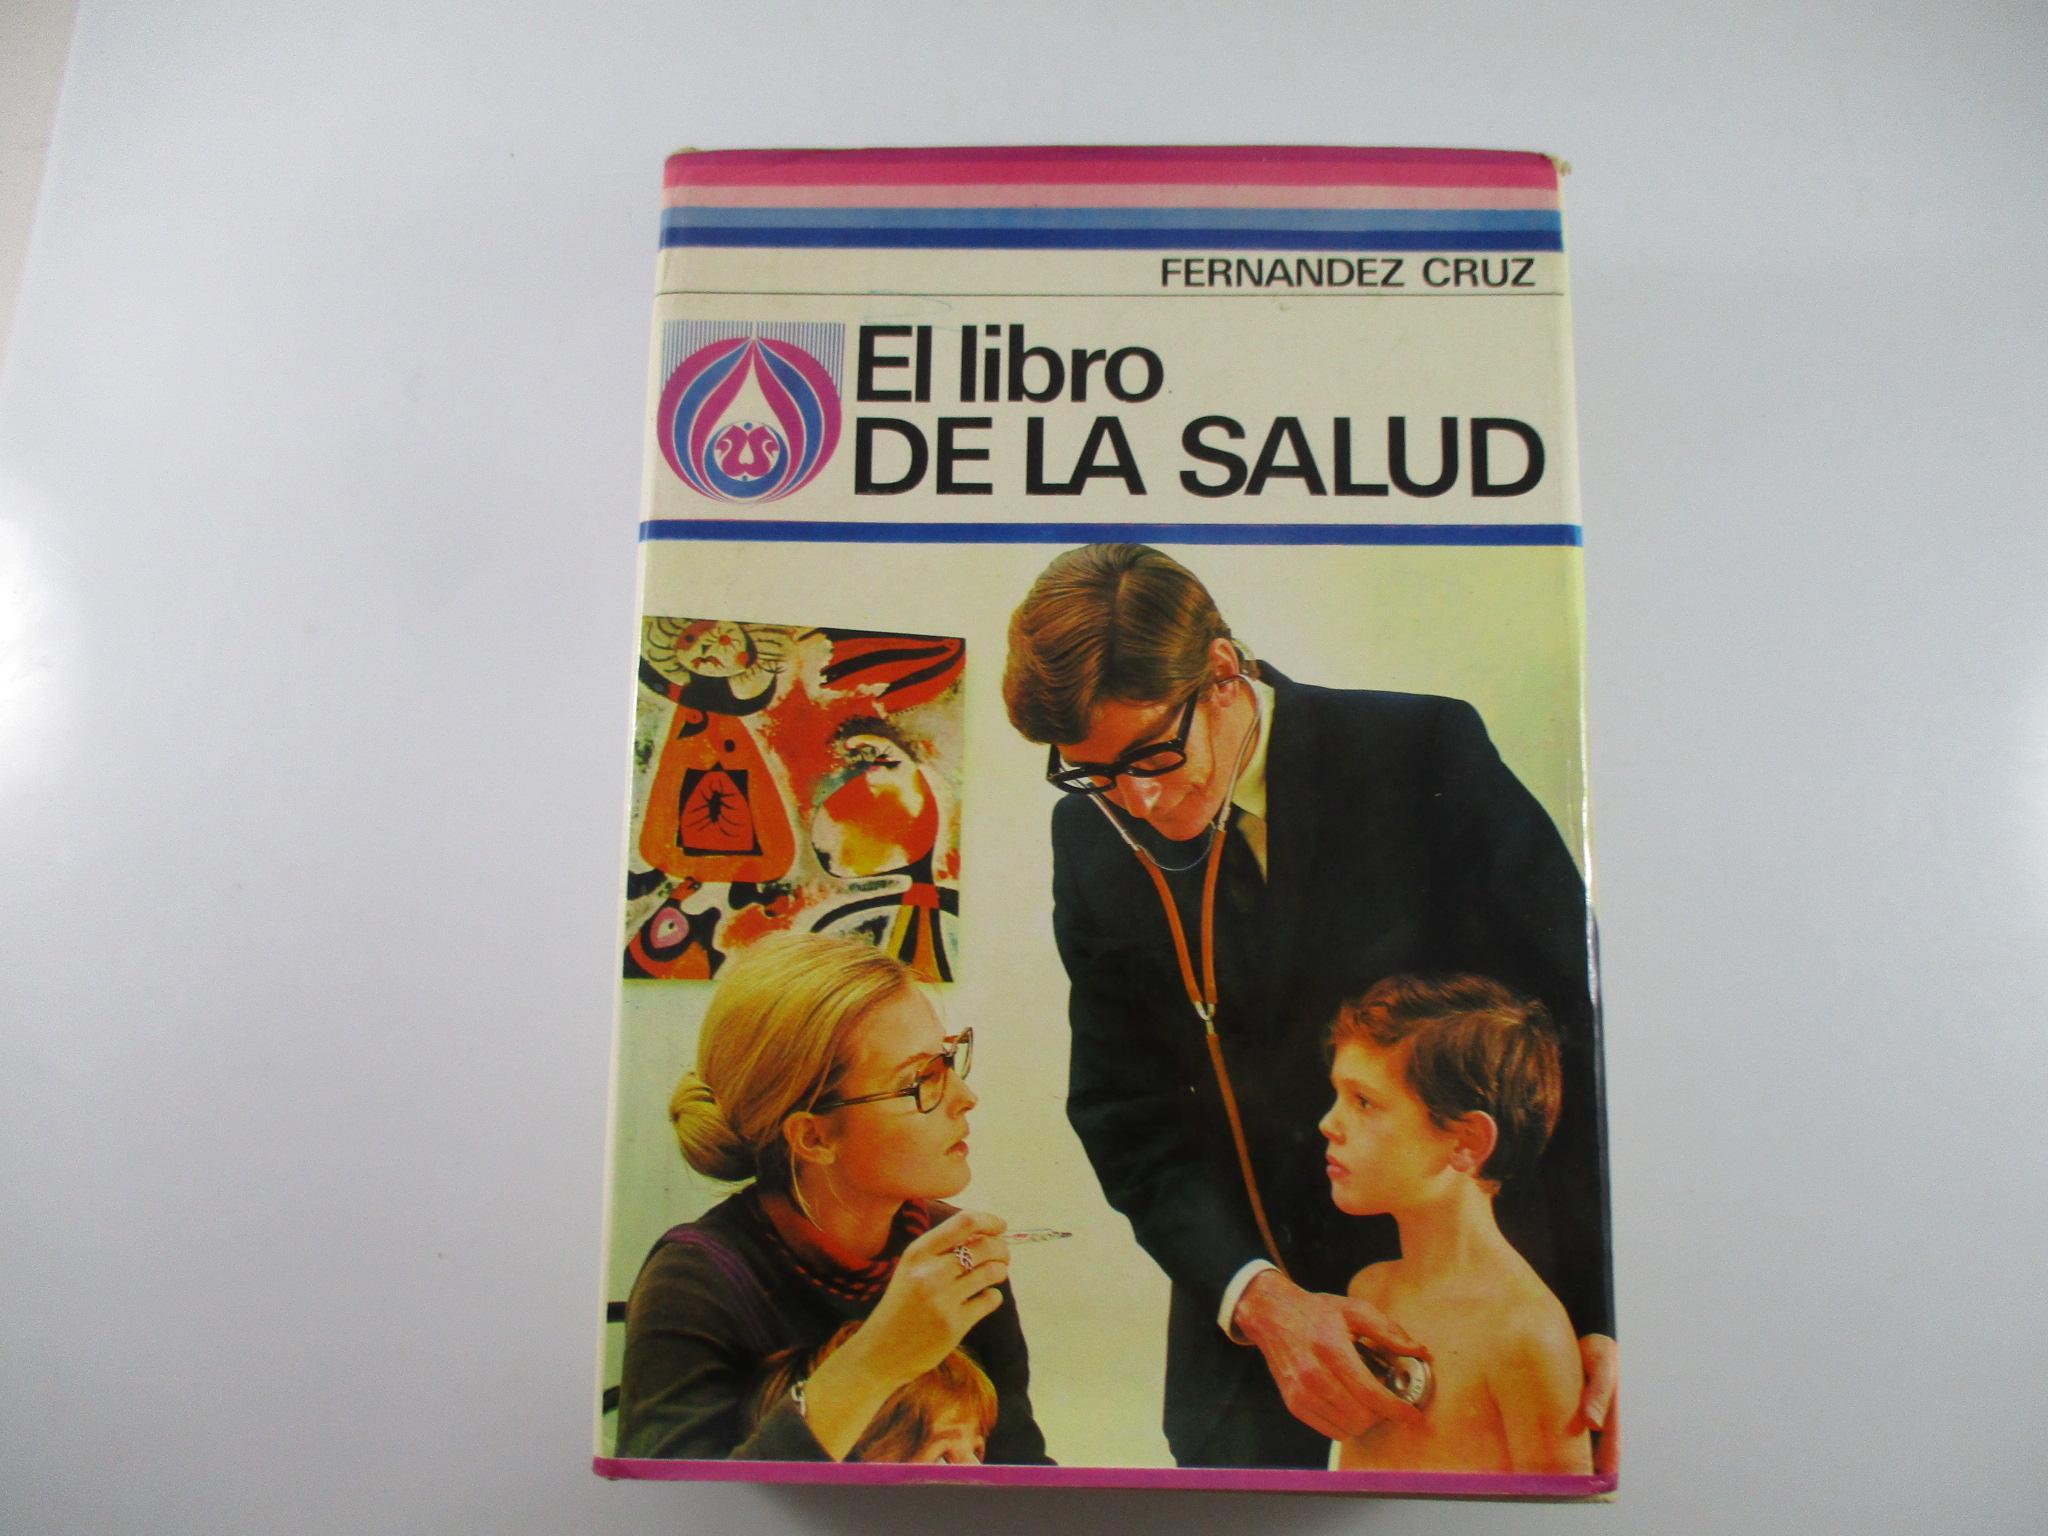 FERNANDEZ CRUZ
El libro
DE LA SALUD